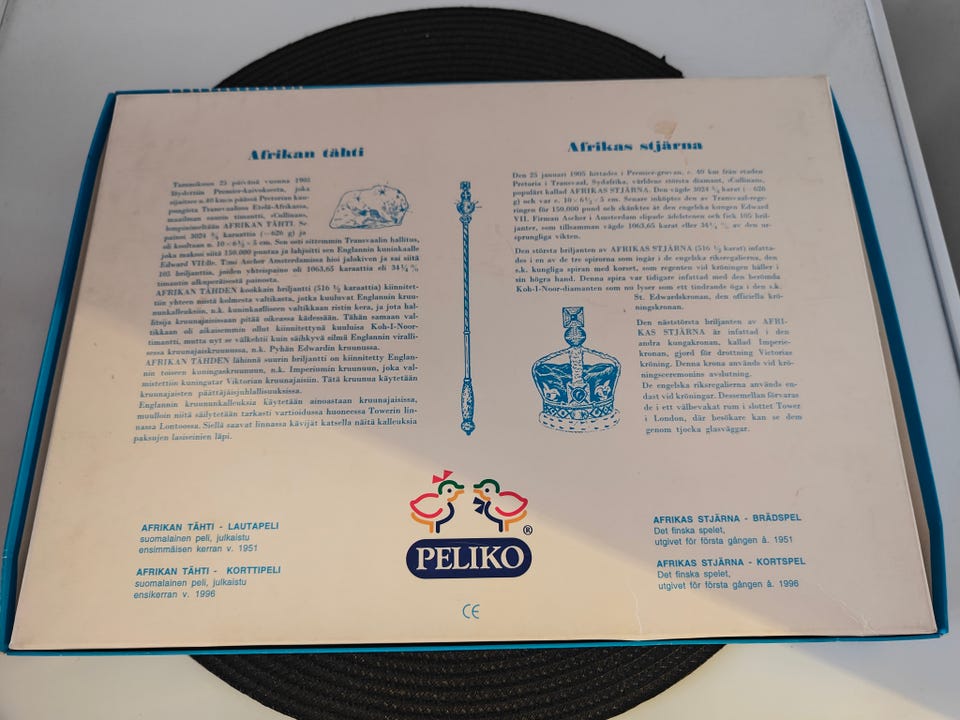 Afrikan tähti
Tammikuun 25 päivänä vuonna 1905
löydettiin Premier-kaivoksesta, joka
sijaitsee n. 40 km:n päässä Pretorian kau-
pungista Transvaalissa Etelä-Afrikassa,
maailman suurin timantti, »Cullinan»,
lempinimeltään AFRIKAN TÄHTI. Se
painoi 3024 ¾ karaattia (∼626 g) ja
oli kooltaan n. 10 × 6½ × 5 cm. Sen osti sittemmin Transvaalin hallitus,
joka maksoi siitä 150.000 puntaa ja lahjoitti sen Englannin kuninkaalle
Edward VII:lle. Timi Ascher Amsterdamissa hioi jalokiven ja sai siitä
105 briljanttia, joiden yhteispaino oli 1063,65 karaattia eli 34¼ %
timantin alkuperäisestä painosta.
AFRIKAN TÄHDEN kookkain briljantti (516 ½ karaattia) kiinnitet-
tiin yhteen niistä kolmesta valtikasta, jotka kuuluvat Englannin kruu-
nunkalleuksiin, n.k. kuninkaalliseen valtikkaan ristin kera, ja jota hal-
litsija kruunajaisissaan pitää oikeassa kädessään. Tähän samaan val-
tikkaan oli aikaisemmin ollut kiinnitettynä kuuluisa Koh-I-Noor-
timantti, mutta nyt se välkehtii kuin säihkyvä silmä Englannin viralli-
sessa kruunajaiskruunussa, n.k. Pyhän Edwardin kruunussa.
AFRIKAN TÄHDEN lähinnä suurin briljantti on kiinnitetty Englan-
nin toiseen kuningaskruunuun, n.k. Imperiumin kruunuun, joka val-
mistettiin kuningatar Viktorian kruunajaisiin. Tätä kruunua käytetään
kruunajaisten päättäjäisjuhlallisuuksissa.
Englannin kruununkalleuksia käytetään ainoastaan kruunajaisissa,
muulloin niitä säilytetään tarkasti vartioidussa huoneessa Towerin lin-
nassa Lontoossa. Siellä saavat linnassa kävijät katsella näitä kalleuksia
paksujen lasiseinien läpi.
Afrikas stjärna
Den 25 januari 1905 hittades i Premier-gruvan, c. 40 km från staden
Pretoria i Transvaal, Sydafrika, världens största diamant, »Cullinan»,
populärt kallad AFRIKAS STJÄRNA. Den vägde 3024 ¾ karat (∼626
g) och var c. 10 × 6½ × 5 cm. Senare inköptes den av Transvaal-rege-
ringen för 150.000 pund och skänktes åt den engelska kungen Edward
VII. Firman Ascher i Amsterdam slipade ädelstenen och fick 105 bril-
janter, som tillsammans vägde 1063,65 karat eller 34¼ % av den ur-
sprungliga vikten.
Den största briljanten av AFRIKAS STJÄRNA (516 ½ karat) infatta-
des i en av de tre spirorna som ingår i de engelska riksregalierna, den
s.k. kungliga spiran med korset, som regenten vid kröningen håller i
sin högra hand. Denna spira var tidigare infattad med den berömda
Koh-I-Noor-diamanten som nu lyser som ett tindrande öga i den s.k.
St. Edwardskronan, den officiella krö-
ningskronan.
Den näststörsta briljanten av AFRI-
KAS STJÄRNA är infattad i den
andra kungakronan, kallad Imperie-
kronan, gjord för drottning Victorias
kröning. Denna krona används vid krö-
ningsceremonins avslutning.
De engelska riksregalierna används en-
dast vid kröningar. Dessemellan förvaras
de i ett välbevakat rum i slottet Tower
i London, där besökare kan se dem
genom tjocka glasväggar.
AFRIKAN TÄHTI - LAUTAPELI
suomalainen peli, julkaistu
ensimmäisen kerran v. 1951
AFRIKAN TÄHTI - KORTTIPELI
suomalainen peli, julkaistu
ensikerran v. 1996
PELIKO
®
CE
AFRIKAS STJÄRNA - BRÄDSPEL
Det finska spelet,
utgivet för första gången å. 1951
AFRIKAS STJÄRNA - KORTSPEL
Det finska spelet,
utgivet för första gången å. 1996